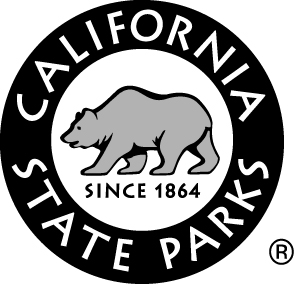 CALIFORNIA
SINCE 1864
STATE PARKS
®